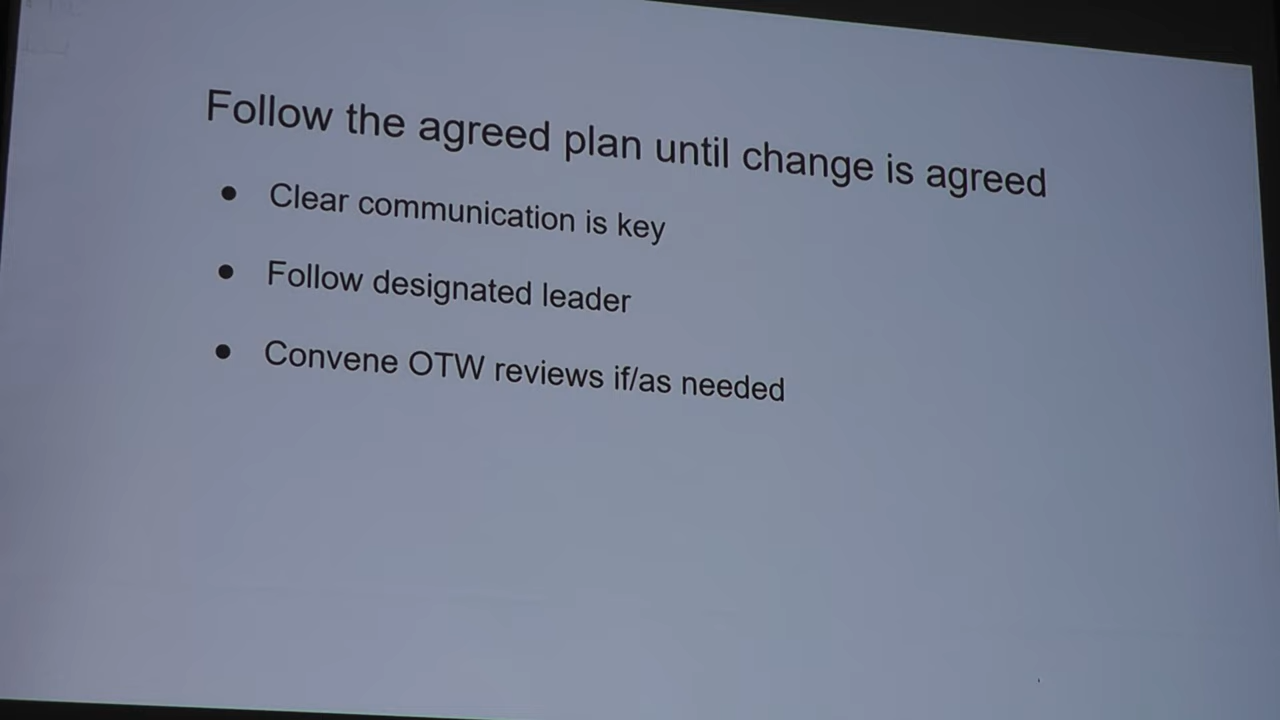 Follow the agreed plan until change is agreed
● Clear communication is key
● Follow designated leader
● Convene OTW reviews if/as needed